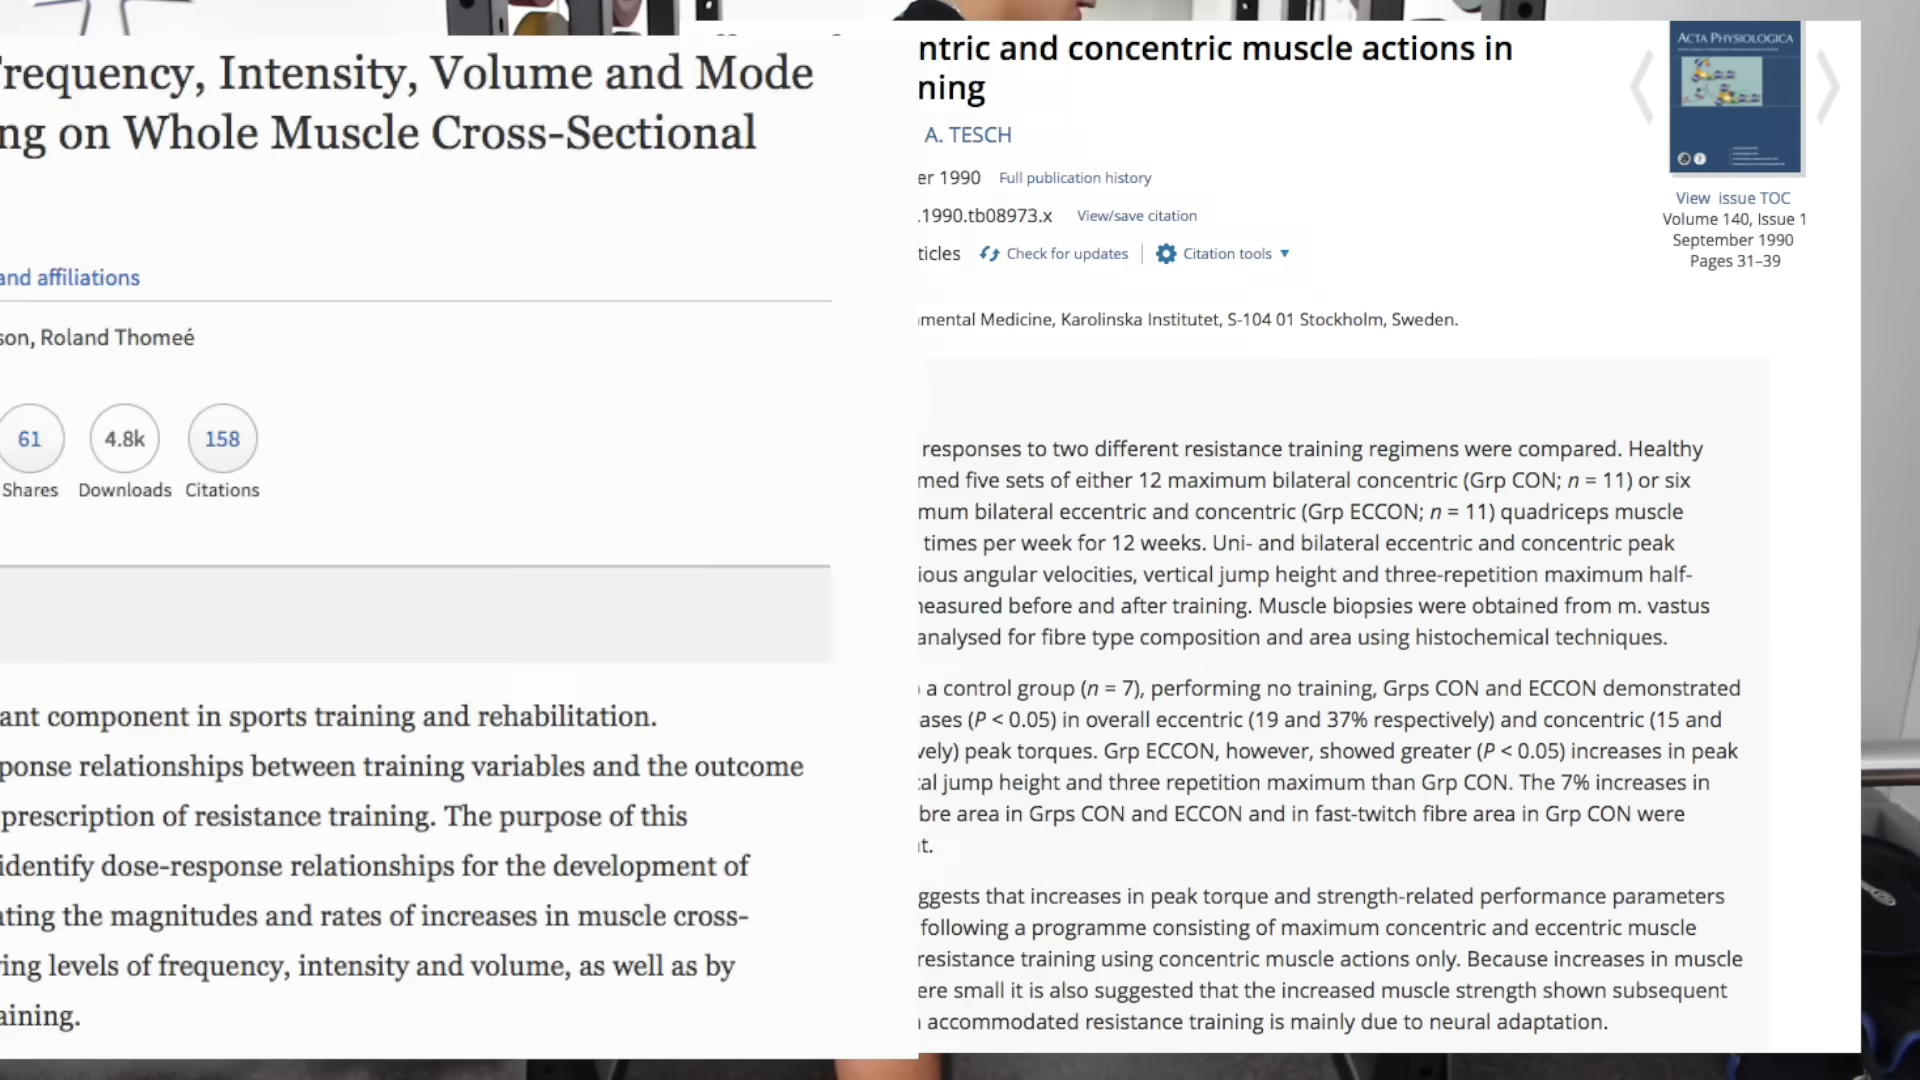 requency, Intensity, Volume and Mode
ng on Whole Muscle Cross-Sectional
and affiliations
son, Roland Thomeé
61
4.8k
158
Shares
Downloads
Citations
ant component in sports training and rehabilitation.
ponse relationships between training variables and the outcome
prescription of resistance training. The purpose of this
identify dose-response relationships for the development of
ating the magnitudes and rates of increases in muscle cross-
ing levels of frequency, intensity and volume, as well as by
aining.
ntric and concentric muscle actions in
ning
A. TESCH
er 1990 Full publication history
.1990.tb08973.x View/save citation
ticles Check for updates Citation tools ▼
ACTA PHYSIOLOGICA
View issue TOC
Volume 140, Issue 1
September 1990
Pages 31–39
mental Medicine, Karolinska Institutet, S-104 01 Stockholm, Sweden.
responses to two different resistance training regimens were compared. Healthy
med five sets of either 12 maximum bilateral concentric (Grp CON; n = 11) or six
mum bilateral eccentric and concentric (Grp ECCON; n = 11) quadriceps muscle
times per week for 12 weeks. Uni- and bilateral eccentric and concentric peak
ious angular velocities, vertical jump height and three-repetition maximum half-
neasured before and after training. Muscle biopsies were obtained from m. vastus
analysed for fibre type composition and area using histochemical techniques.
a control group (n = 7), performing no training, Grps CON and ECCON demonstrated
ases (P < 0.05) in overall eccentric (19 and 37% respectively) and concentric (15 and
vely) peak torques. Grp ECCON, however, showed greater (P < 0.05) increases in peak
al jump height and three repetition maximum than Grp CON. The 7% increases in
bre area in Grps CON and ECCON and in fast-twitch fibre area in Grp CON were
t.
ggests that increases in peak torque and strength-related performance parameters
following a programme consisting of maximum concentric and eccentric muscle
resistance training using concentric muscle actions only. Because increases in muscle
ere small it is also suggested that the increased muscle strength shown subsequent
accommodated resistance training is mainly due to neural adaptation.